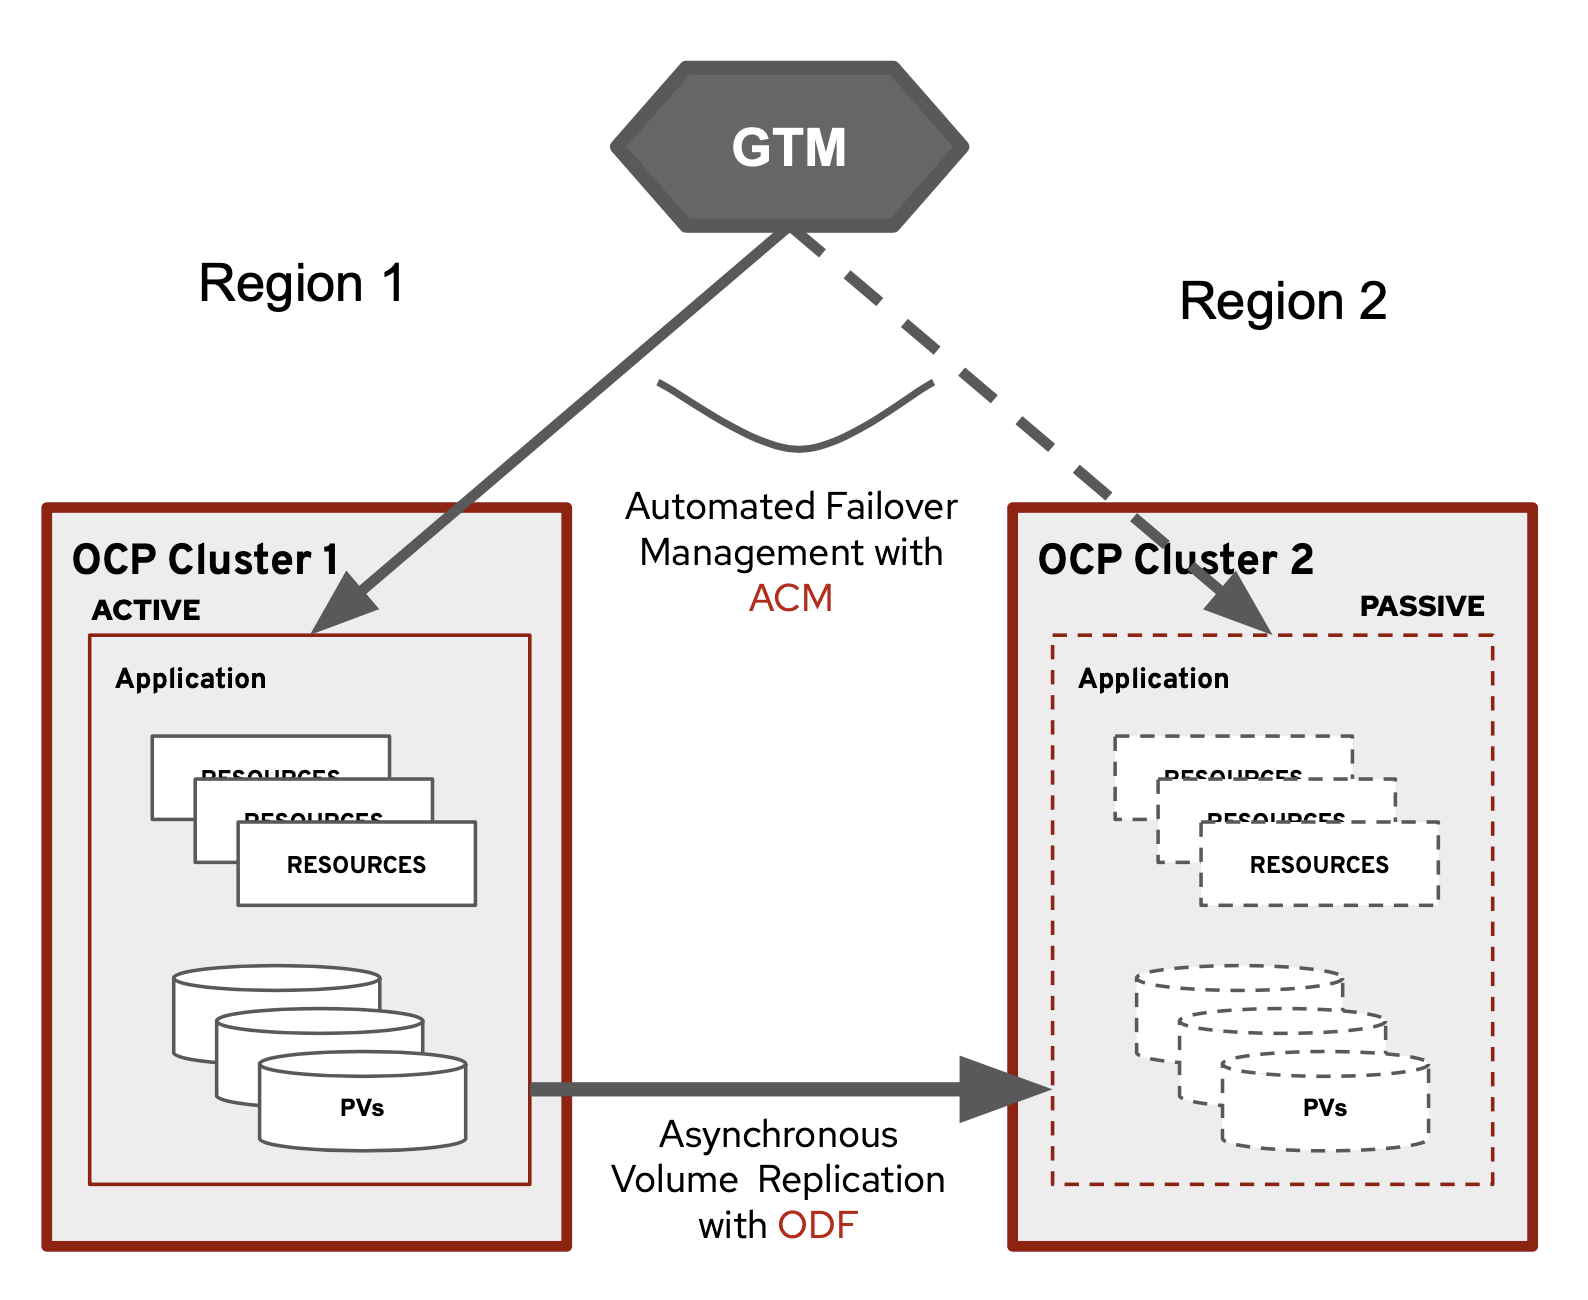 GTM
Region 1
Region 2
Automated Failover
Management with
ACM
OCP Cluster 1
ACTIVE
Application
RESOURCES
RESOURCES
RESOURCES
PVs
OCP Cluster 2
PASSIVE
Application
RESOURCES
RESOURCES
RESOURCES
PVs
Asynchronous
Volume Replication
with ODF